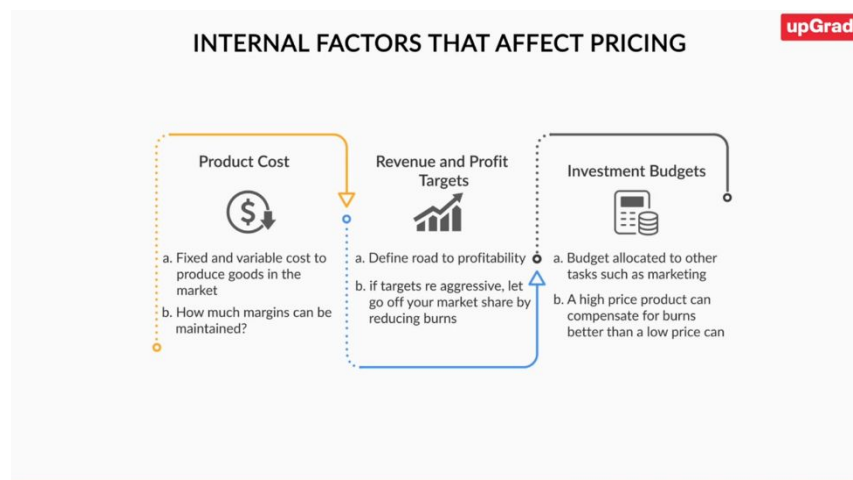 upGrad
INTERNAL FACTORS THAT AFFECT PRICING
Product Cost
a. Fixed and variable cost to
produce goods in the
market
b. How much margins can be
maintained?
Revenue and Profit
Targets
a. Define road to profitability
b. if targets re aggressive, let
go off your market share by
reducing burns
Investment Budgets
a. Budget allocated to other
tasks such as marketing
b. A high price product can
compensate for burns
better than a low price can